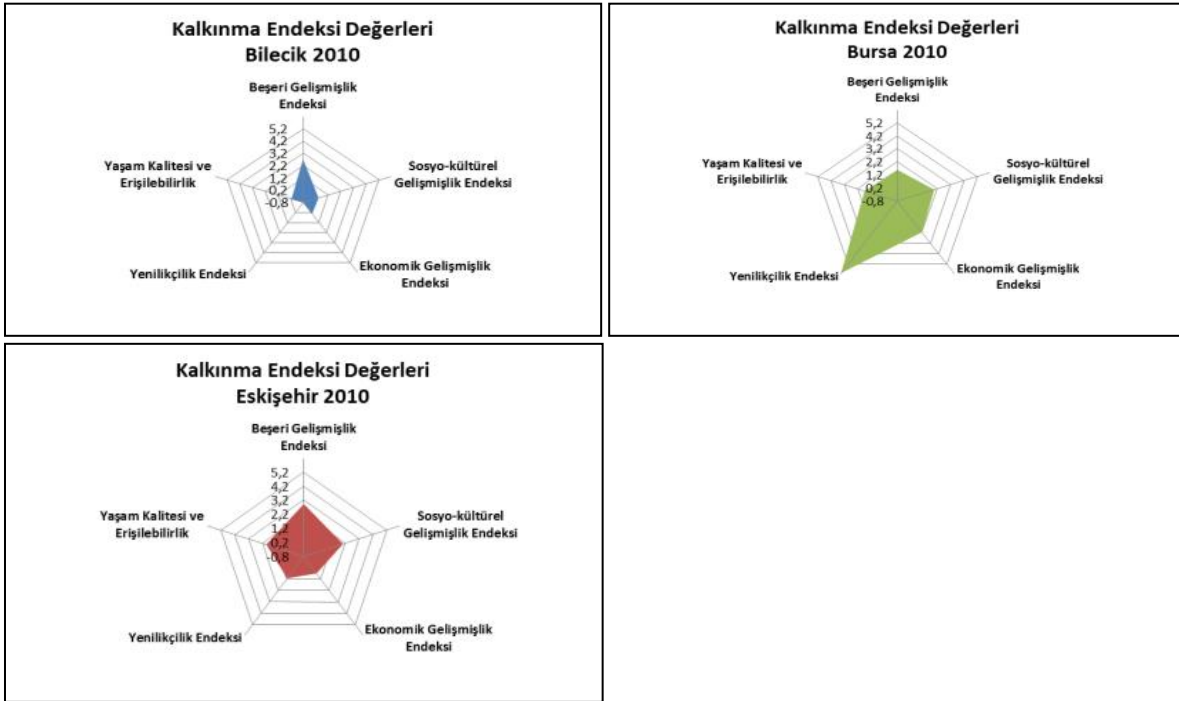 Kalkınma Endeksi Değerleri
Bilecik 2010
Beşeri Gelişmişlik
Endeksi
5,2
4,2
3,2
2,2
1,2
0,2
-0,8
Yaşam Kalitesi ve
Erişilebilirlik
Sosyo-kültürel
Gelişmişlik Endeksi
Yenilikçilik Endeksi
Ekonomik Gelişmişlik
Endeksi
Kalkınma Endeksi Değerleri
Bursa 2010
Beşeri Gelişmişlik
Endeksi
5,2
4,2
3,2
2,2
1,2
0,2
-0,8
Yaşam Kalitesi ve
Erişilebilirlik
Sosyo-kültürel
Gelişmişlik Endeksi
Yenilikçilik Endeksi
Ekonomik Gelişmişlik
Endeksi
Kalkınma Endeksi Değerleri
Eskişehir 2010
Beşeri Gelişmişlik
Endeksi
5,2
4,2
3,2
2,2
1,2
0,2
-0,8
Yaşam Kalitesi ve
Erişilebilirlik
Sosyo-kültürel
Gelişmişlik Endeksi
Yenilikçilik Endeksi
Ekonomik Gelişmişlik
Endeksi